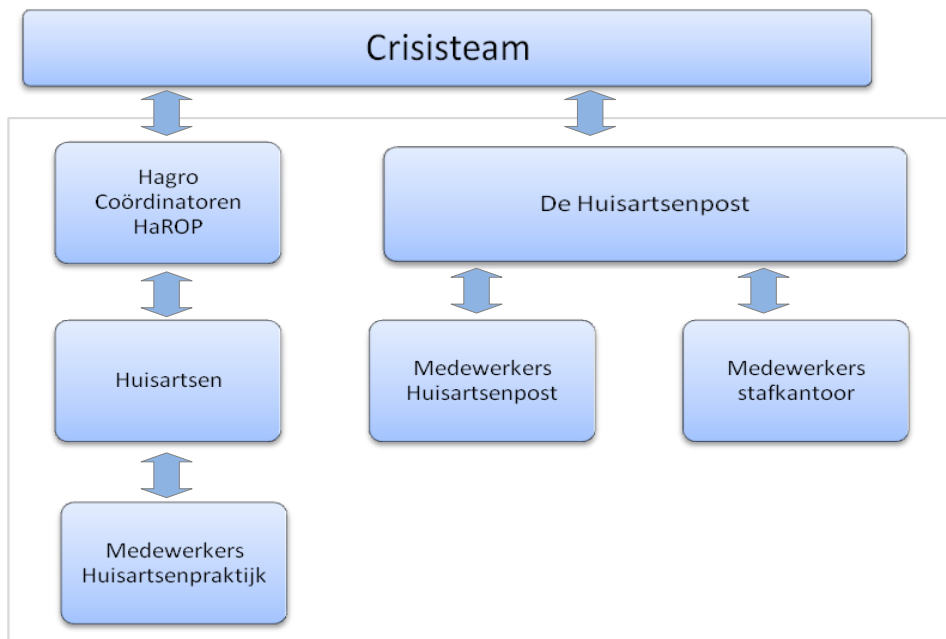 Crisisteam
Hagro
Coördinatoren
HaROP
De Huisartsenpost
Huisartsen
Medewerkers
Huisartsenpost
Medewerkers
stafkantoor
Medewerkers
Huisartsenpraktijk